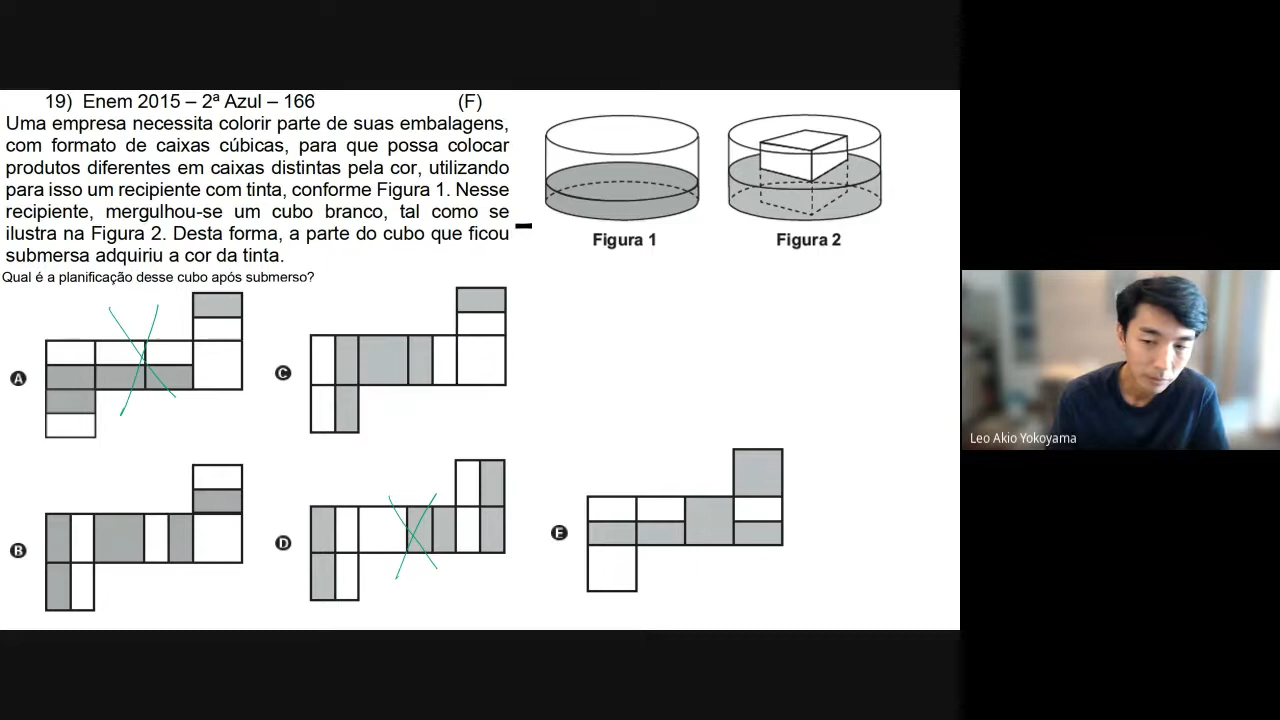 19) Enem 2015 – 2ª Azul – 166 (F)
Uma empresa necessita colorir parte de suas embalagens,
com formato de caixas cúbicas, para que possa colocar
produtos diferentes em caixas distintas pela cor, utilizando
para isso um recipiente com tinta, conforme Figura 1. Nesse
recipiente, mergulhou-se um cubo branco, tal como se
ilustra na Figura 2. Desta forma, a parte do cubo que ficou
submersa adquiriu a cor da tinta.
Qual é a planificação desse cubo após submerso?
Figura 1
Figura 2
A
C
B
D
E
Leo Akio Yokoyama